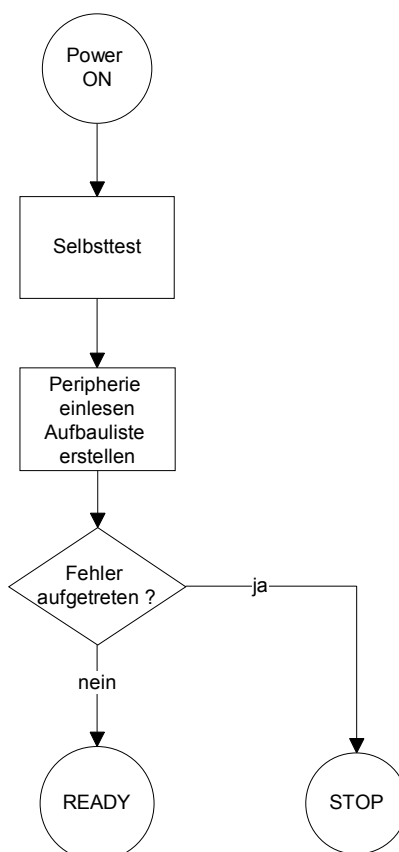 Power
ON
Selbsttest
Peripherie
einlesen
Aufbauliste
erstellen
Fehler
aufgetreten ?
ja
nein
READY
STOP